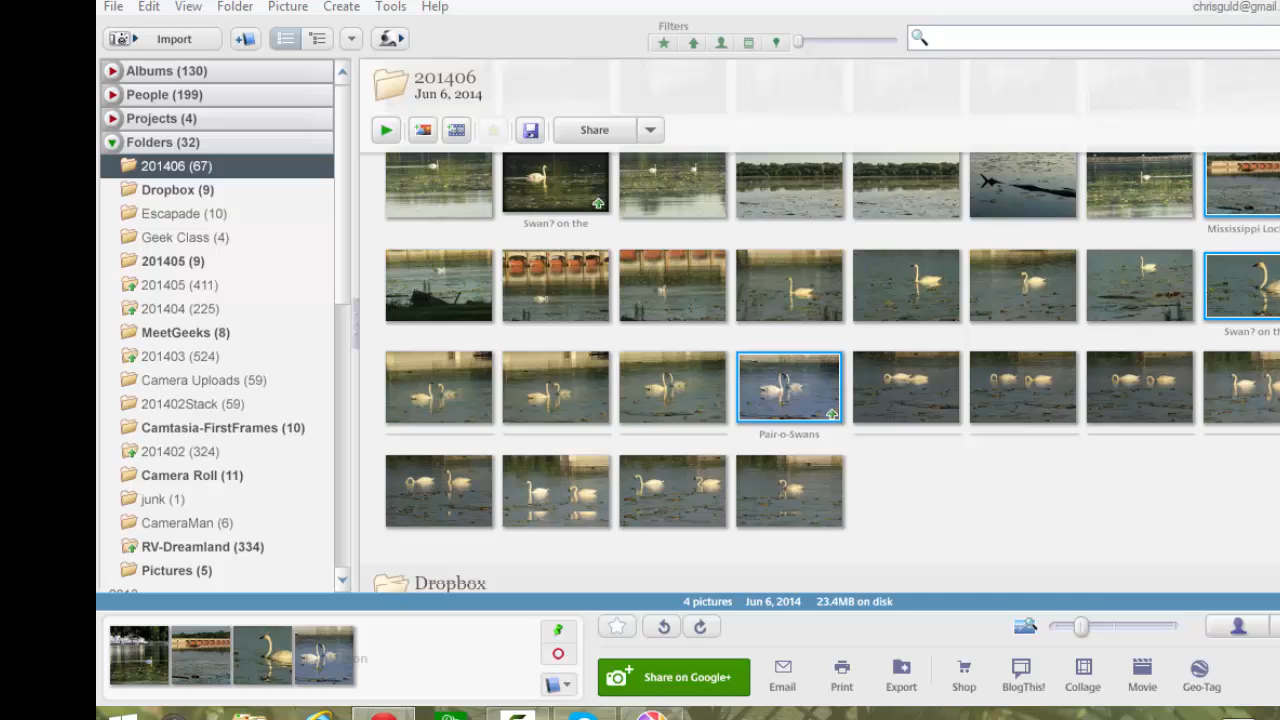 File Edit View Folder Picture Create Tools Help chrisguld@gmail.
Import
Filters
Albums (130)
People (199)
Projects (4)
Folders (32)
201406 (67)
Dropbox (9)
Escapade (10)
Geek Class (4)
201405 (9)
201405 (411)
201404 (225)
MeetGeeks (8)
201403 (524)
Camera Uploads (59)
201402Stack (59)
Camtasia-FirstFrames (10)
201402 (324)
Camera Roll (11)
junk (1)
CameraMan (6)
RV-Dreamland (334)
Pictures (5)
201406
Jun 6, 2014
Share
Swan? on the
Mississippi Loc
Swan? on th
Pair-o-Swans
Dropbox
4 pictures Jun 6, 2014 23.4MB on disk
on
Share on Google+
Email
Print
Export
Shop
BlogThis!
Collage
Movie
Geo-Tag